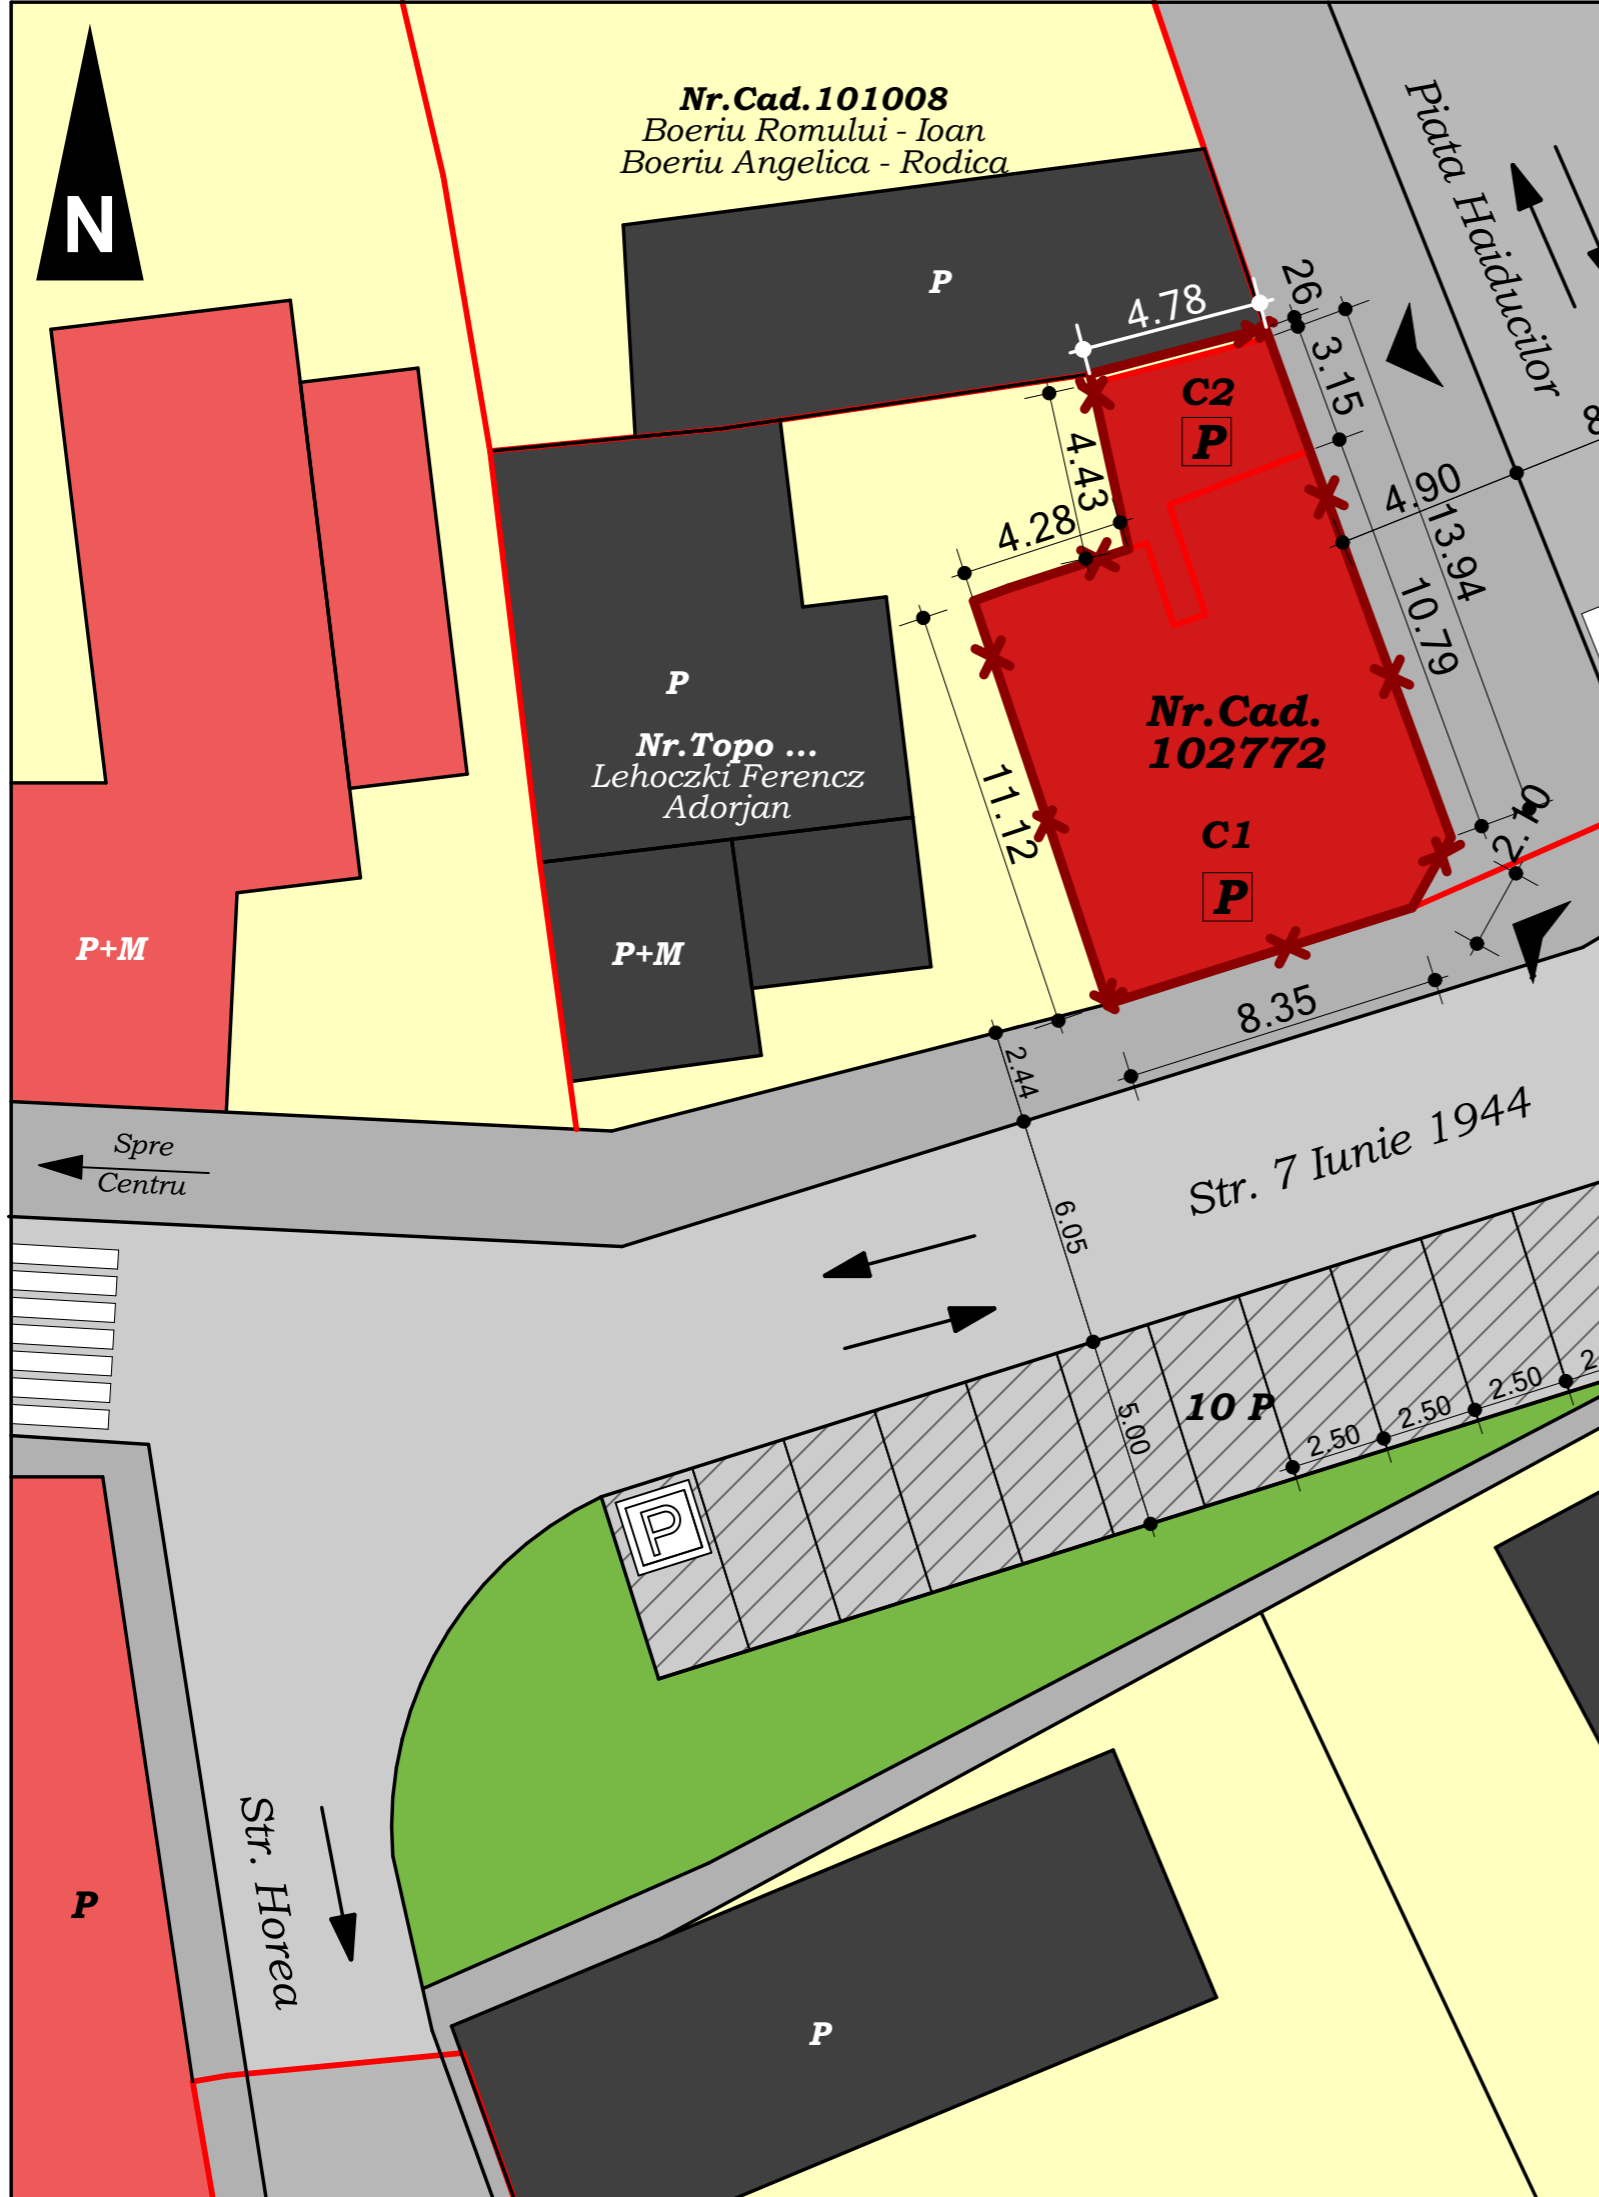 Nr.Cad.101008
Boeriu Romului - Ioan
Boeriu Angelica - Rodica
Piata Haiducilor
N
P
4.78
26
3.15
C2
P
4.43
4.28
4.90
13.94
10.79
P
Nr.Topo ...
Lehoczki Ferencz
Adorjan
Nr.Cad.
102772
11.12
C1
P
2.10
P+M
P+M
8.35
2.44
Spre
Centru
Str. 7 Iunie 1944
6.05
10 P
5.00
2.50
2.50
2.50
P
Str. Horea
P
P